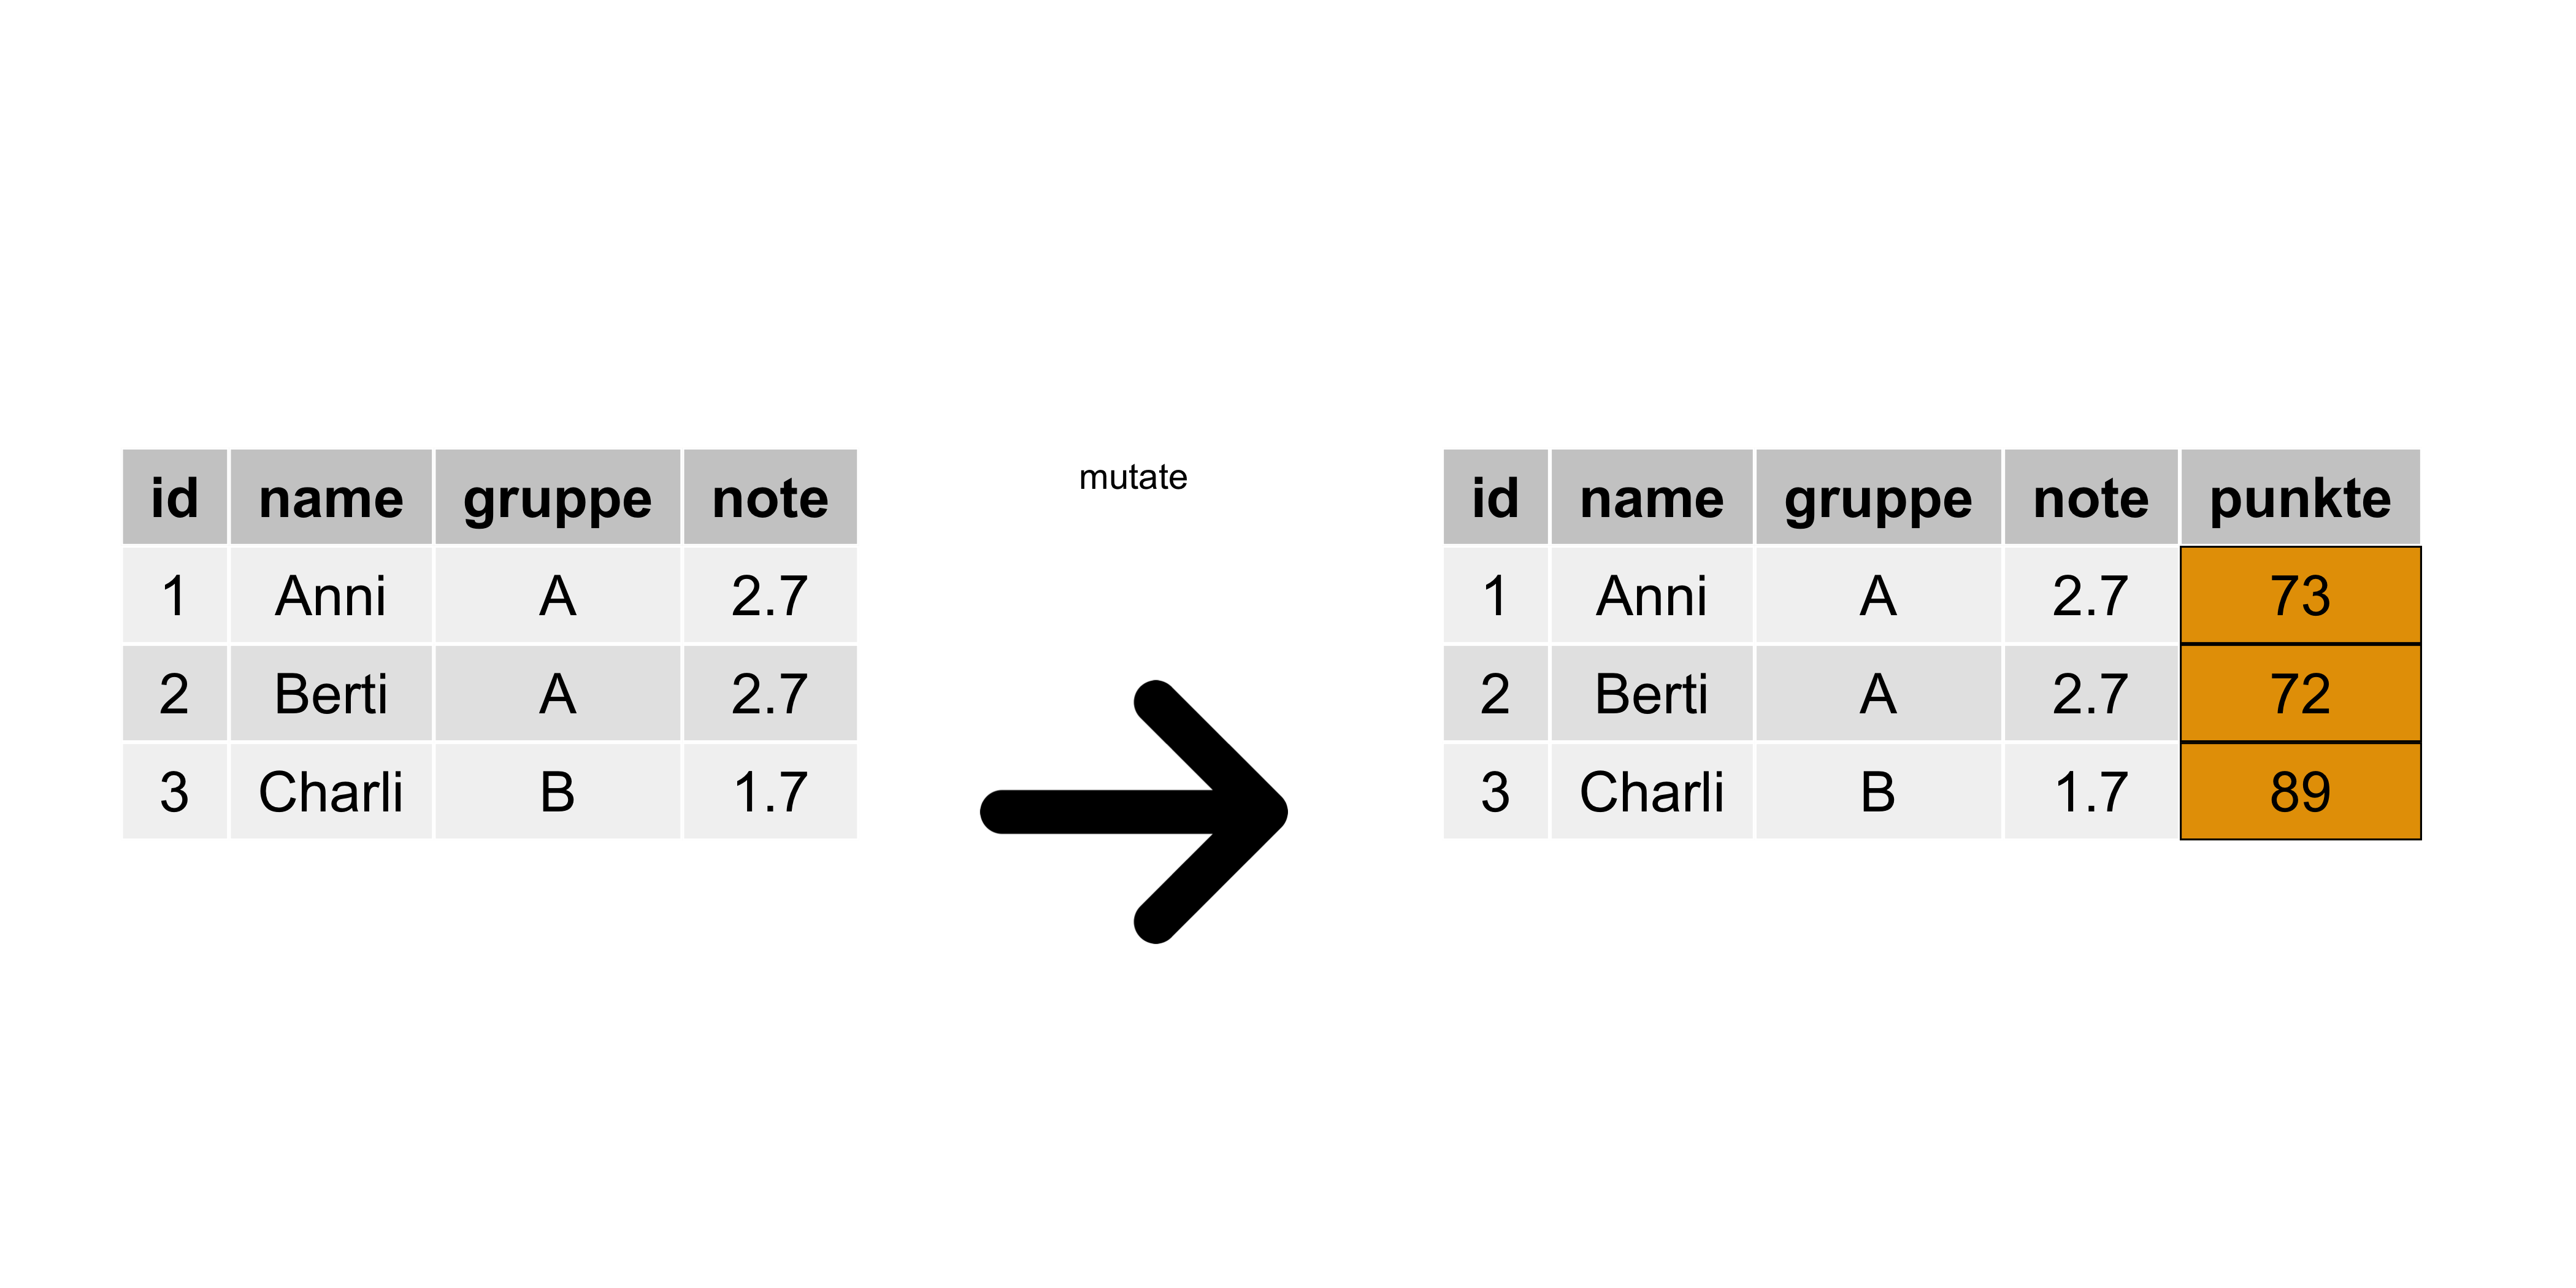 id name gruppe note
1 Anni A 2.7
2 Berti A 2.7
3 Charli B 1.7
mutate
id name gruppe note punkte
1 Anni A 2.7 73
2 Berti A 2.7 72
3 Charli B 1.7 89